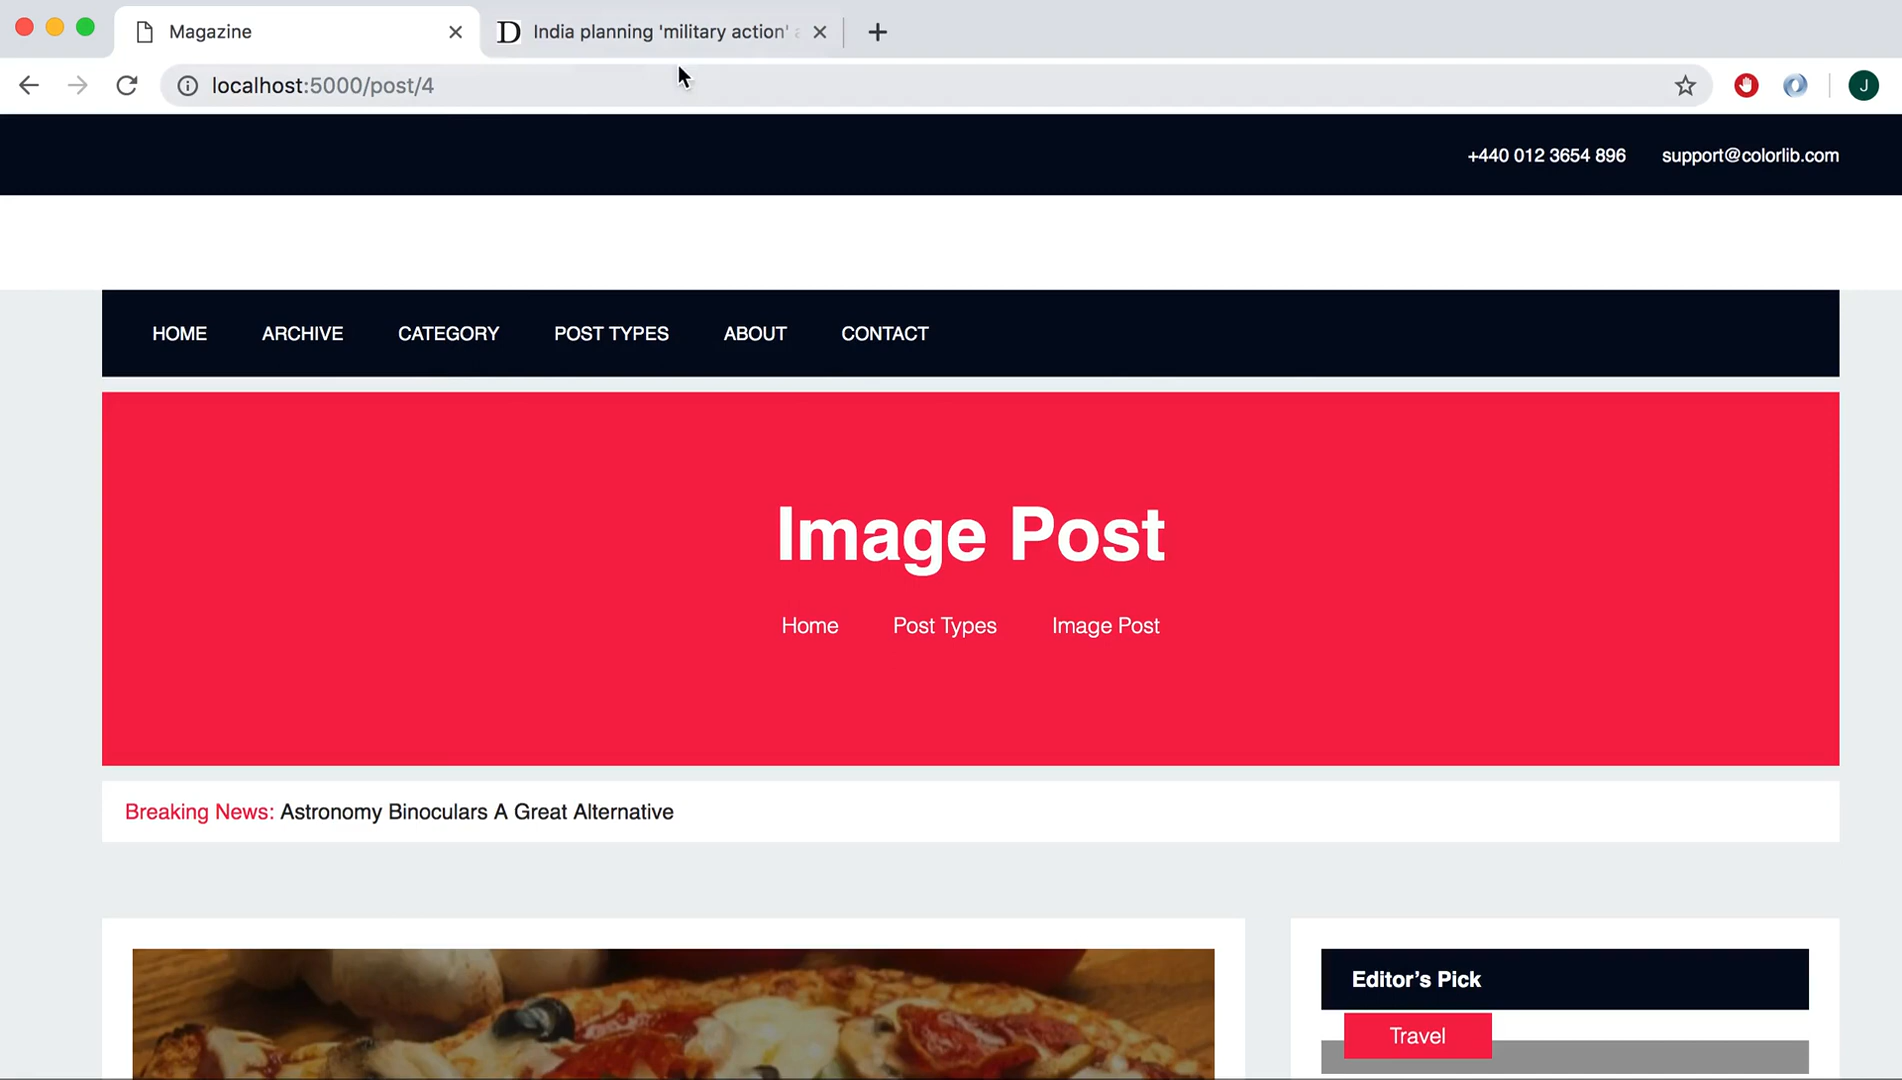 Magazine
D India planning 'military action'
localhost:5000/post/4
J
+440 012 3654 896 support@colorlib.com
HOME ARCHIVE CATEGORY POST TYPES ABOUT CONTACT
Image Post
Home Post Types Image Post
Breaking News: Astronomy Binoculars A Great Alternative
Editor’s Pick
Travel